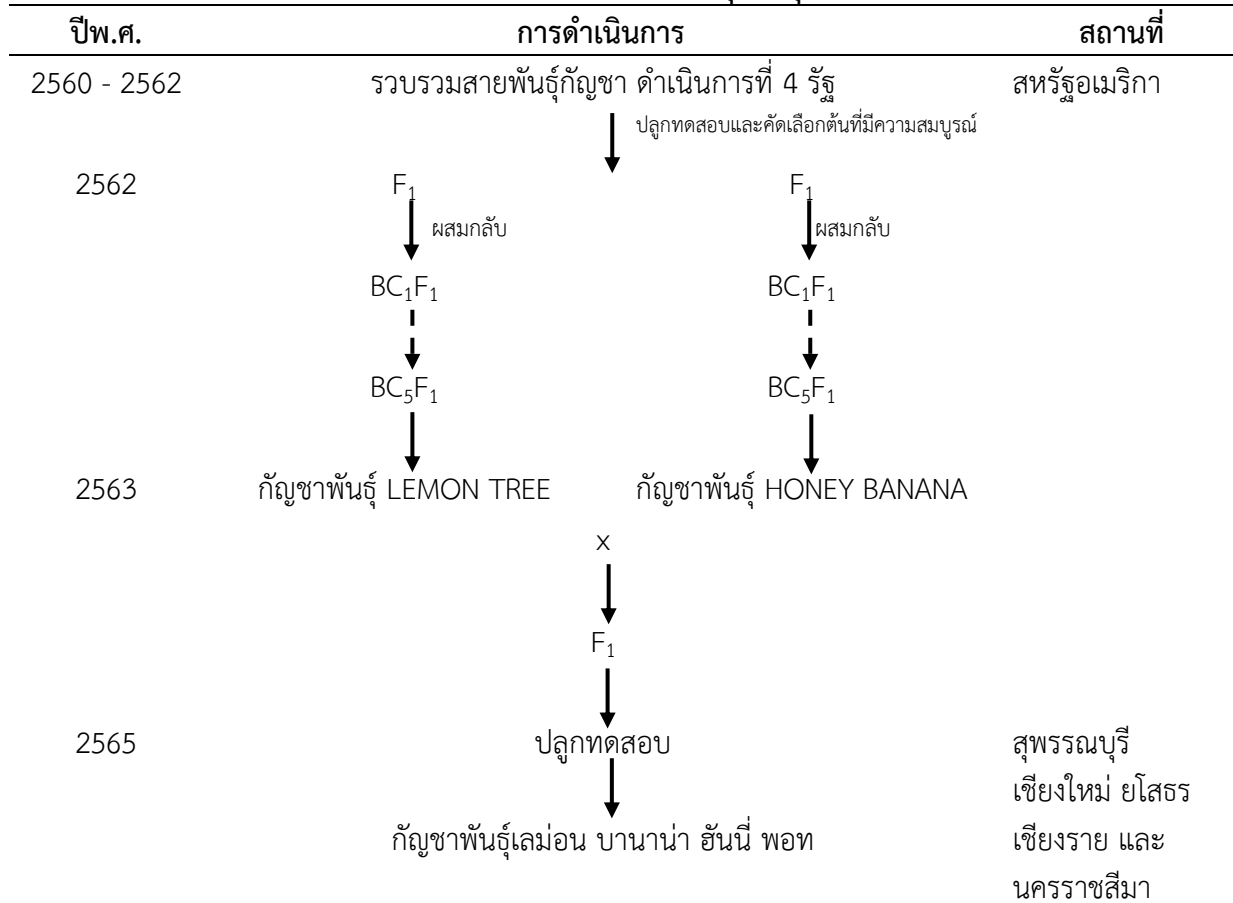 ปีพ.ศ. การดำเนินการ สถานที่
2560 - 2562 รวบรวมสายพันธุ์กัญชา ดำเนินการที่ 4 รัฐ สหรัฐอเมริกา
ปลูกทดสอบและคัดเลือกต้นที่มีความสมบูรณ์
2562 F₁ F₁
ผสมกลับ ผสมกลับ
BC₁F₁ BC₁F₁
BC₅F₁ BC₅F₁
2563 กัญชาพันธุ์ LEMON TREE กัญชาพันธุ์ HONEY BANANA
x
F₁
2565 ปลูกทดสอบ สุพรรณบุรี
เชียงใหม่ ยโสธร
กัญชาพันธุ์เลม่อน บานาน่า ฮันนี่ พอท เชียงราย และ
นครราชสีมา